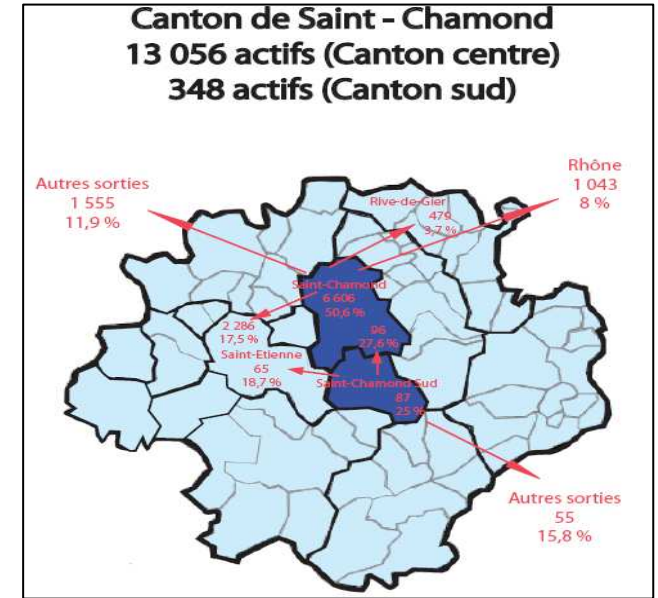 Canton de Saint - Chamond
13 056 actifs (Canton centre)
348 actifs (Canton sud)
Autres sorties
1 555
11,9 %
Rhône
1 043
8 %
Rive-de-Gier
479
3,7 %
Saint-Chamond
6 606
50,6 %
2 286
17,5 %
Saint-Etienne
65
18,7 %
96
27,6 %
Saint-Chamond Sud
87
25 %
Autres sorties
55
15,8 %